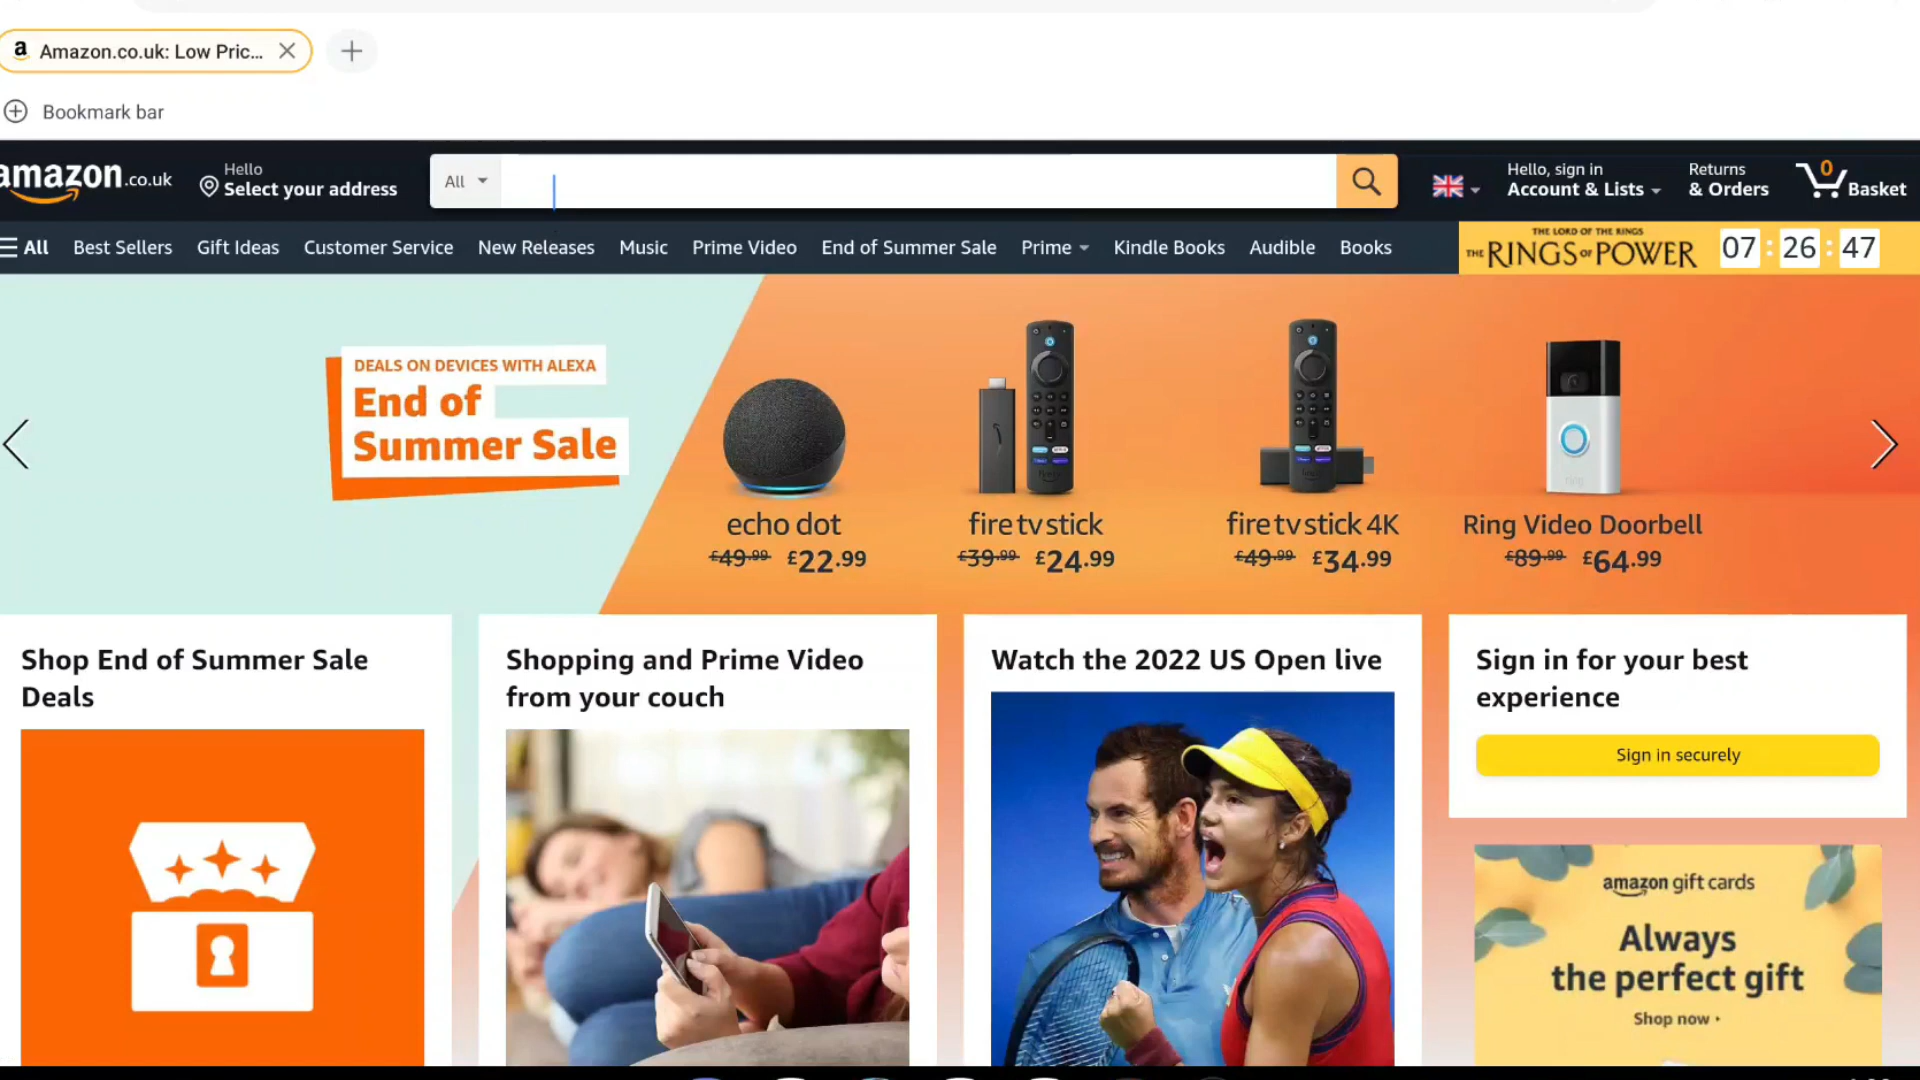 a Amazon.co.uk: Low Pric...
Bookmark bar
amazon.co.uk
Hello
Select your address
All
Hello, sign in
Account & Lists
Returns
& Orders
0
Basket
All
Best Sellers
Gift Ideas
Customer Service
New Releases
Music
Prime Video
End of Summer Sale
Prime
Kindle Books
Audible
Books
THE LORD OF THE RINGS
THE RINGS OF POWER
07 : 26 : 47
DEALS ON DEVICES WITH ALEXA
End of
Summer Sale
echo dot
£49.99 £22.99
fire tv stick
£39.99 £24.99
fire tv stick 4K
£49.99 £34.99
Ring Video Doorbell
£89.99 £64.99
Shop End of Summer Sale
Deals
Shopping and Prime Video
from your couch
Watch the 2022 US Open live
Sign in for your best
experience
Sign in securely
amazon gift cards
Always
the perfect gift
Shop now